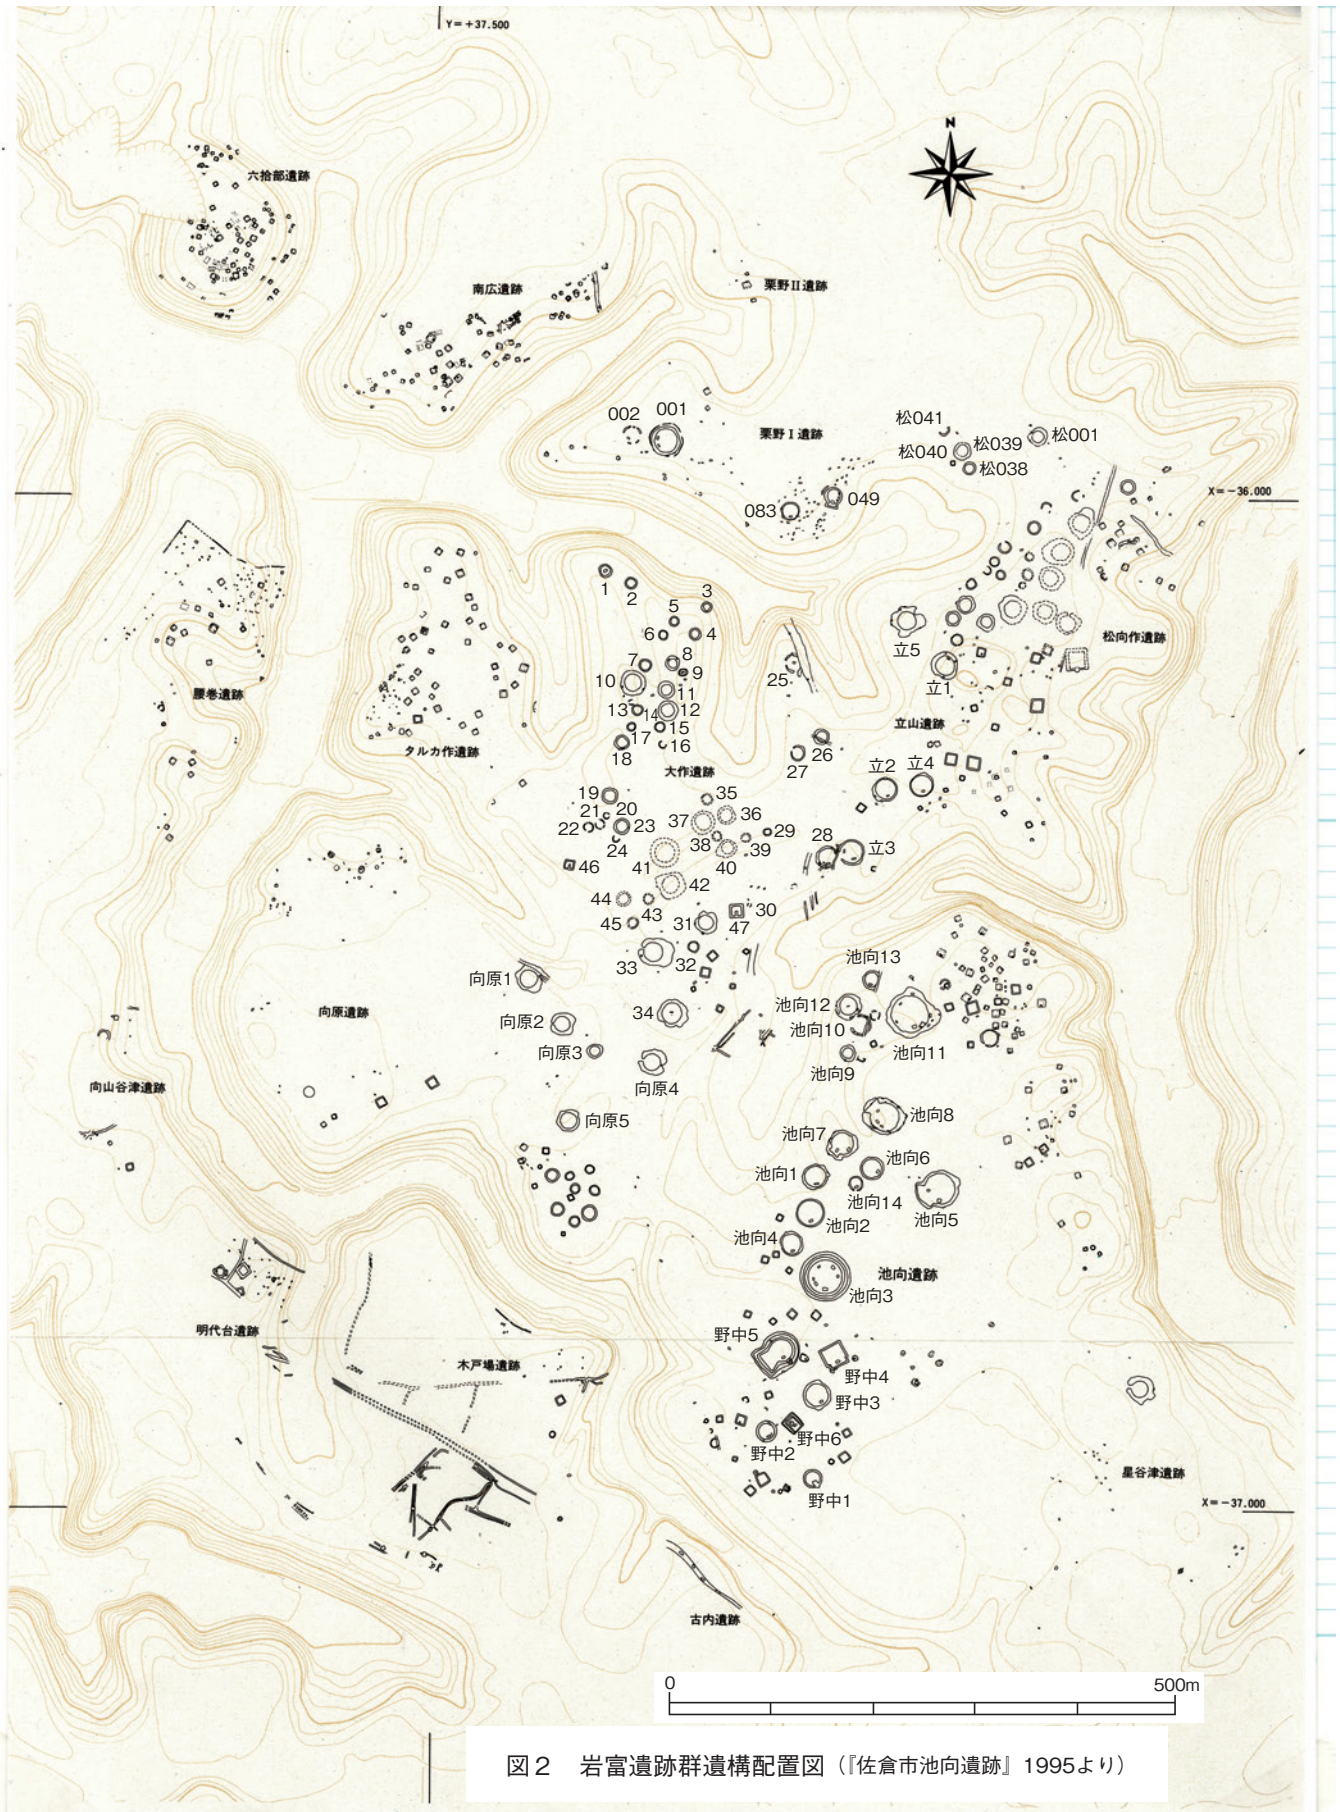 Y=+37.500
N
六拾部遺跡
南広遺跡
栗野II遺跡
002
001
栗野I遺跡
松041
松040
松039
松038
松001
083
049
X=-36.000
1
2
3
5
6
4
7
8
9
10
11
13
14
12
17
15
16
18
25
26
27
立5
立1
松向作遺跡
立山遺跡
腰巻遺跡
タルカ作遺跡
大作遺跡
立2
立4
19
20
21
22
23
24
35
36
37
38
39
29
28
立3
46
41
40
42
44
43
45
31
30
47
33
32
34
向原1
向原2
向原3
向原4
向原5
向原遺跡
向山谷津遺跡
池向13
池向12
池向10
池向11
池向9
池向8
池向7
池向6
池向1
池向14
池向5
池向2
池向4
池向遺跡
池向3
明代台遺跡
木戸場遺跡
野中5
野中4
野中3
野中6
野中2
野中1
星谷津遺跡
X=-37.000
古内遺跡
0
500m
図2 岩富遺跡群遺構配置図(『佐倉市池向遺跡』1995より)